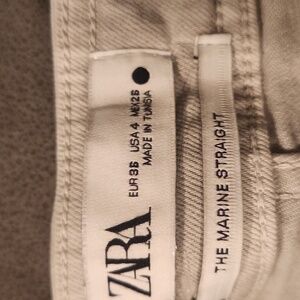 ZARA
EUR 36 USA 4 MEX 26
MADE IN TUNISIA
THE MARINE STRAIGHT